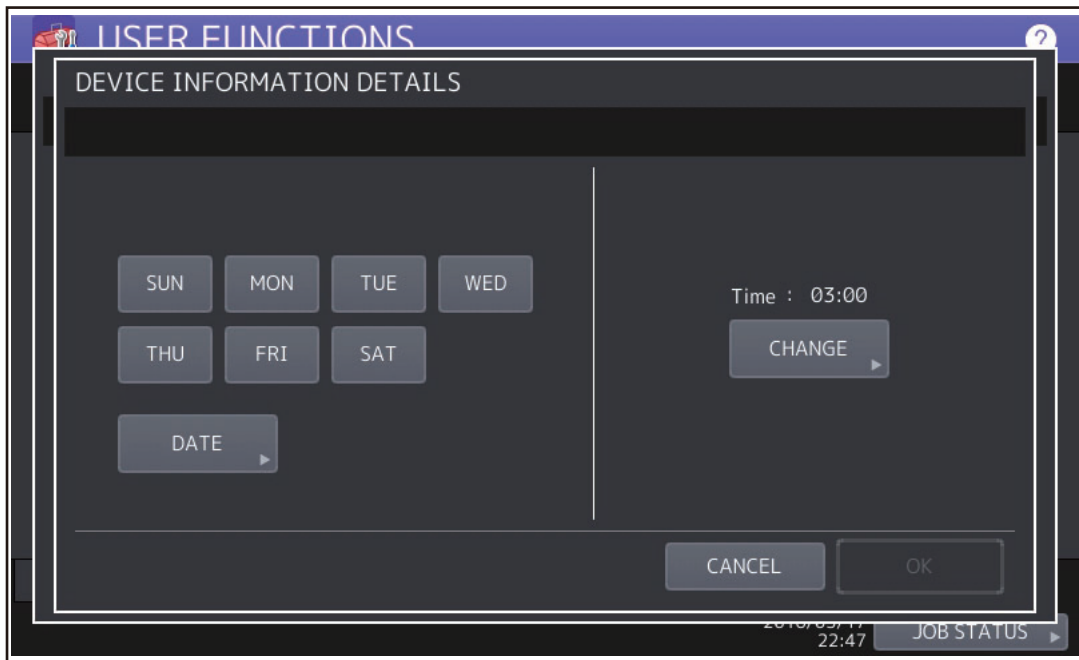 USER FUNCTIONS
?
DEVICE INFORMATION DETAILS
SUN MON TUE WED
THU FRI SAT
DATE
Time : 03:00
CHANGE
CANCEL OK
22:47
JOB STATUS